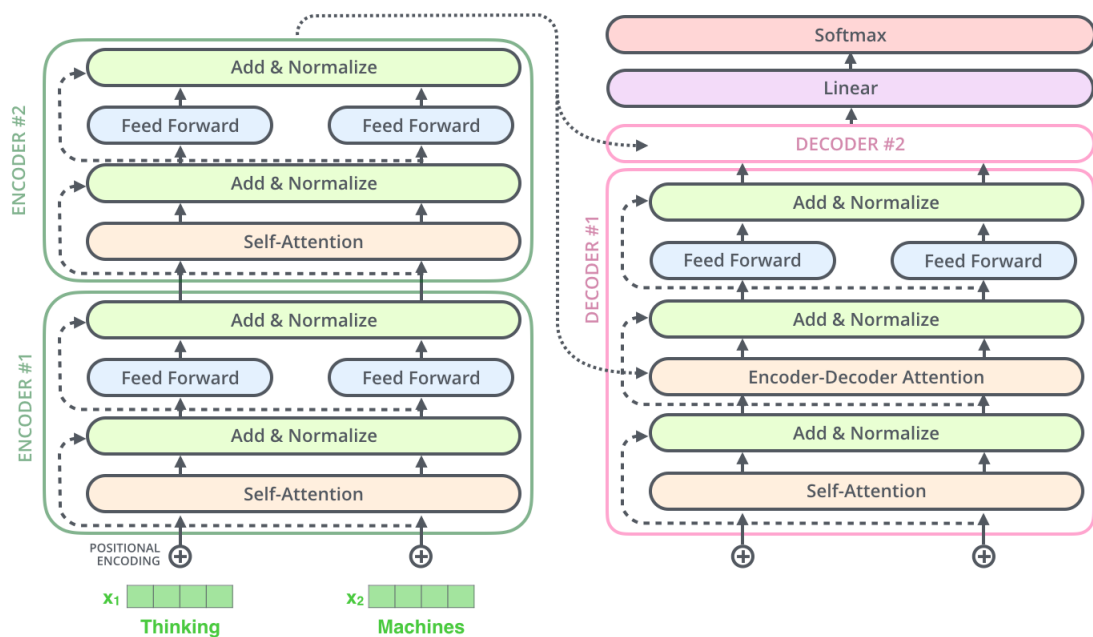 ENCODER #2
Add & Normalize
Feed Forward
Feed Forward
Add & Normalize
Self-Attention
ENCODER #1
Add & Normalize
Feed Forward
Feed Forward
Add & Normalize
Self-Attention
POSITIONAL
ENCODING
x1
x2
Thinking
Machines
Softmax
Linear
DECODER #2
DECODER #1
Add & Normalize
Feed Forward
Feed Forward
Add & Normalize
Encoder-Decoder Attention
Add & Normalize
Self-Attention